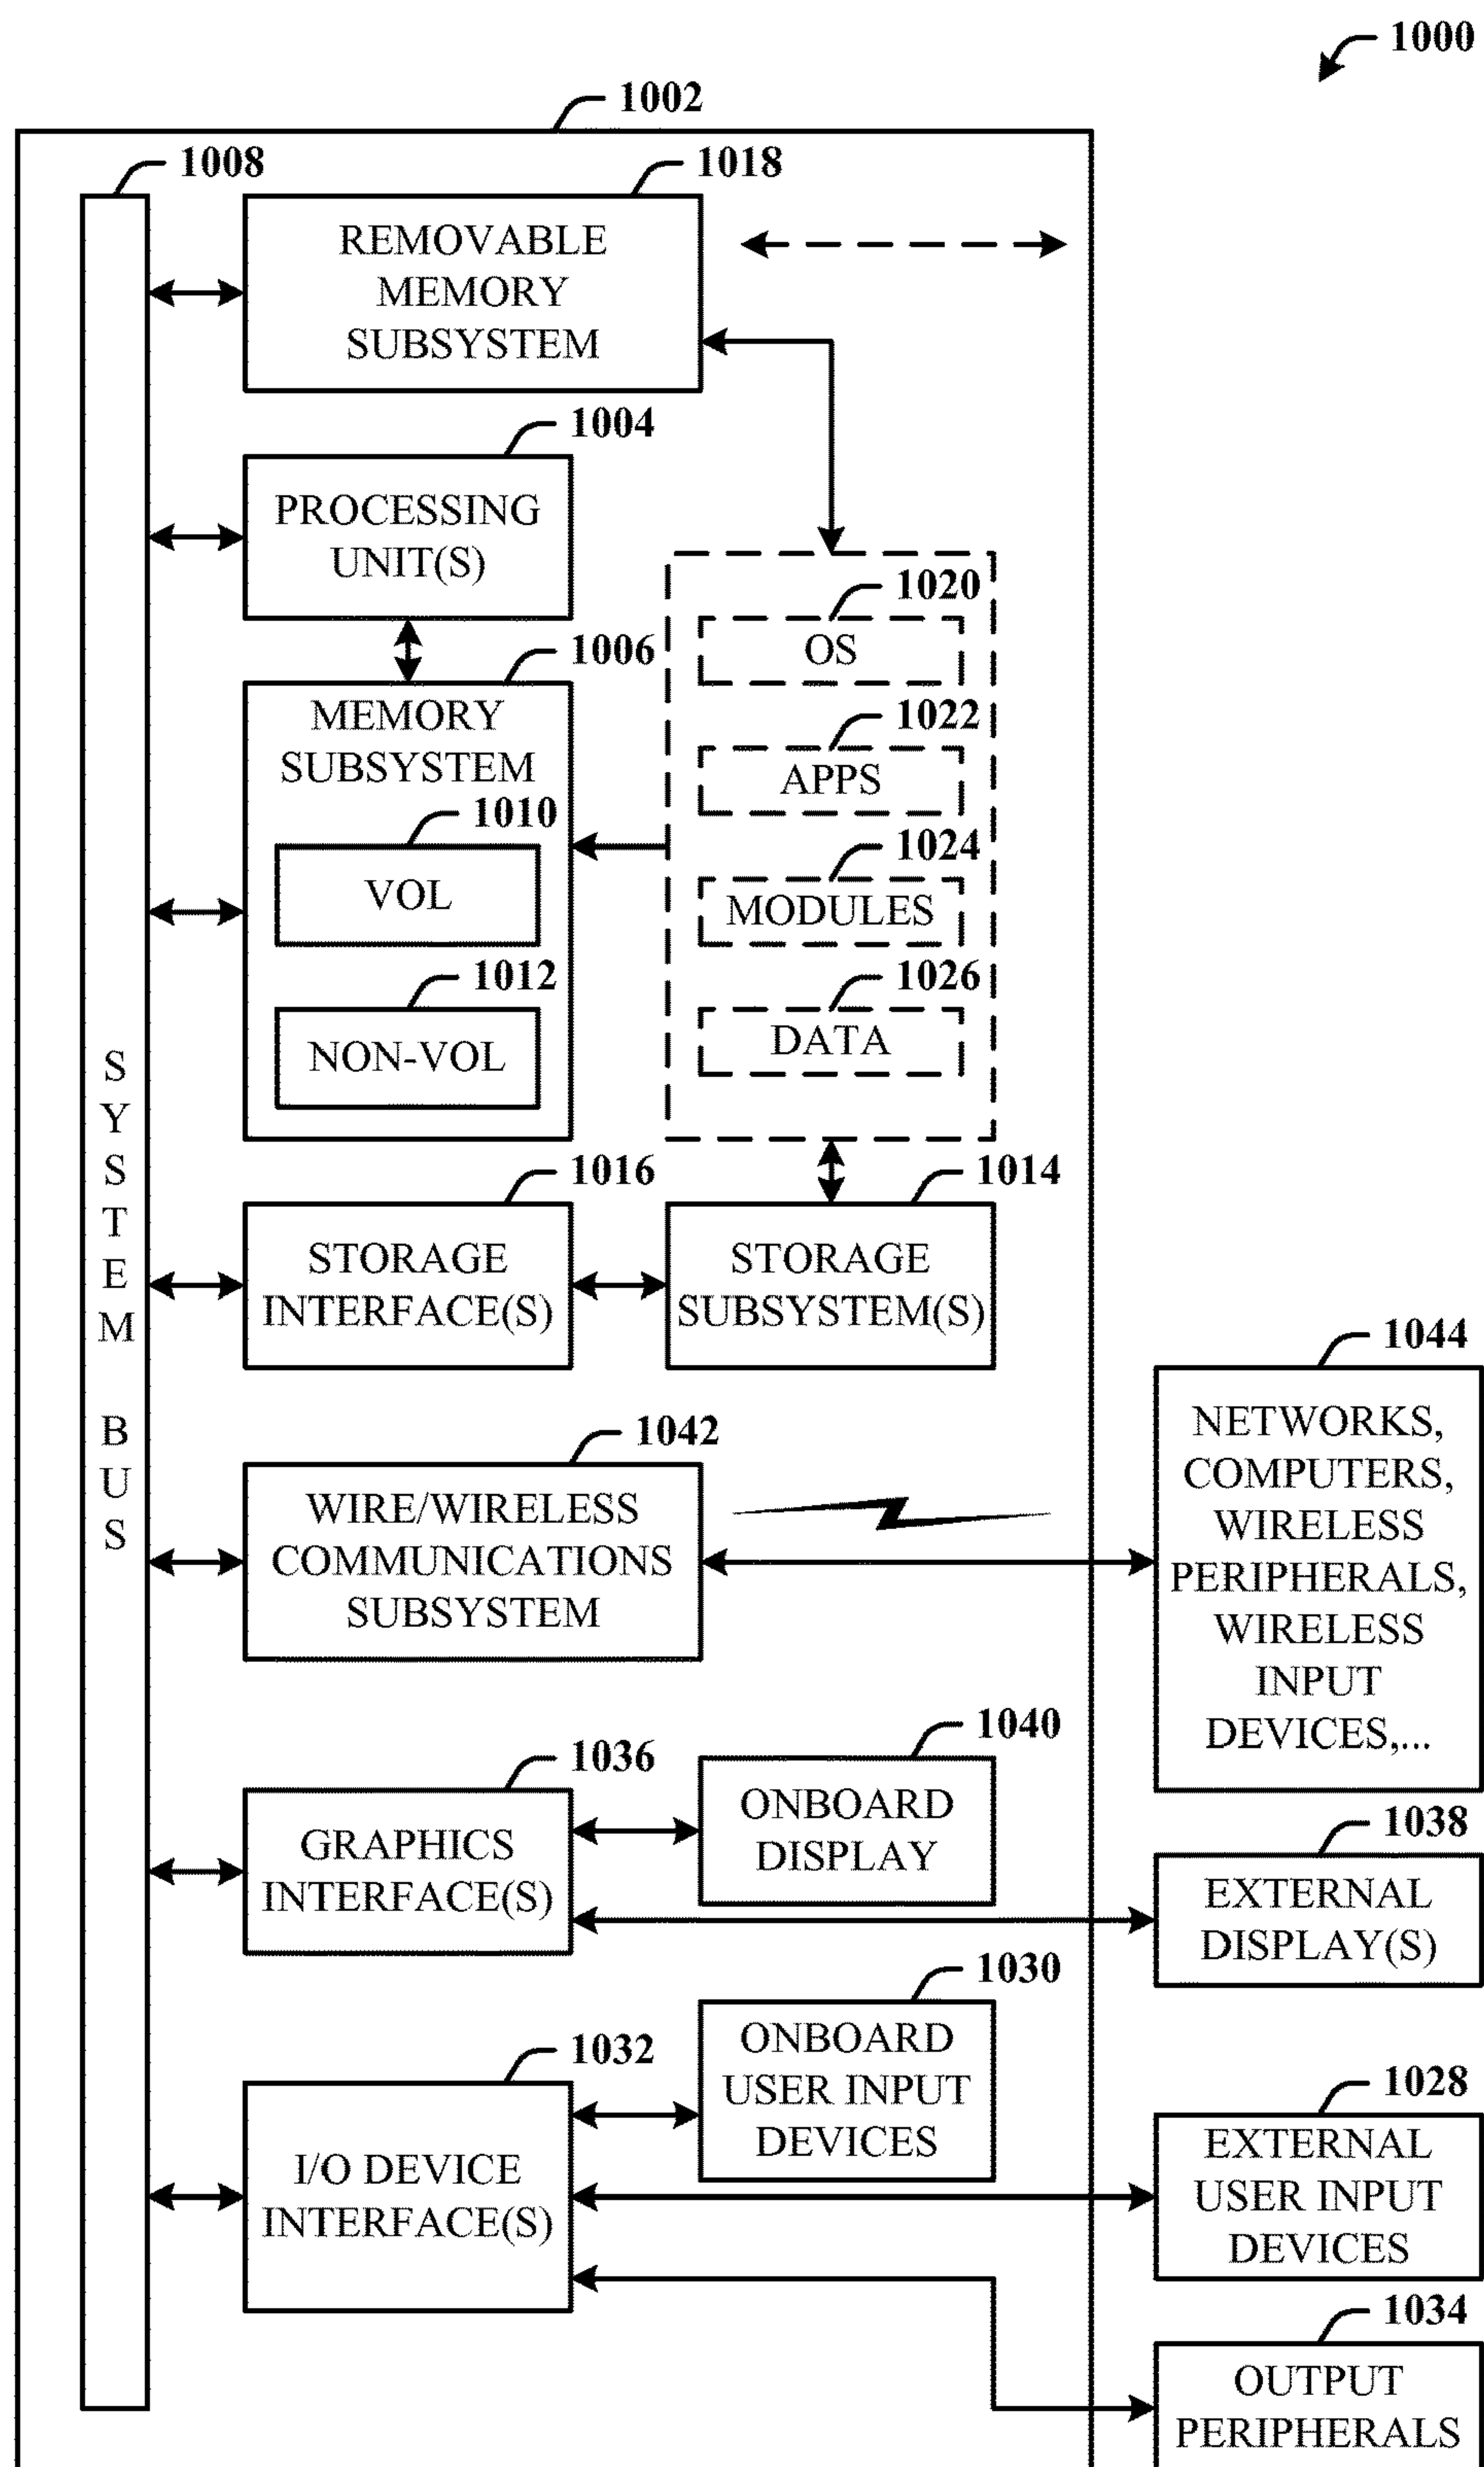 1000
1002
1008
1018
REMOVABLE
MEMORY
SUBSYSTEM
1004
PROCESSING
UNIT(S)
1006
MEMORY
SUBSYSTEM
1010
VOL
1012
NON-VOL
1020
OS
1022
APPS
1024
MODULES
1026
DATA
SYSTEM BUS
1016
STORAGE
INTERFACE(S)
1014
STORAGE
SUBSYSTEM(S)
1042
WIRE/WIRELESS
COMMUNICATIONS
SUBSYSTEM
1044
NETWORKS,
COMPUTERS,
WIRELESS
PERIPHERALS,
WIRELESS
INPUT
DEVICES,...
1036
GRAPHICS
INTERFACE(S)
1040
ONBOARD
DISPLAY
1038
EXTERNAL
DISPLAY(S)
1032
I/O DEVICE
INTERFACE(S)
1030
ONBOARD
USER INPUT
DEVICES
1028
EXTERNAL
USER INPUT
DEVICES
1034
OUTPUT
PERIPHERALS